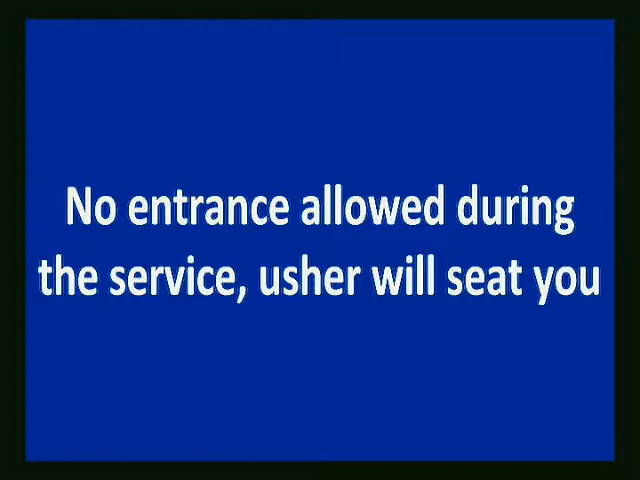 No entrance allowed during
the service, usher will seat you